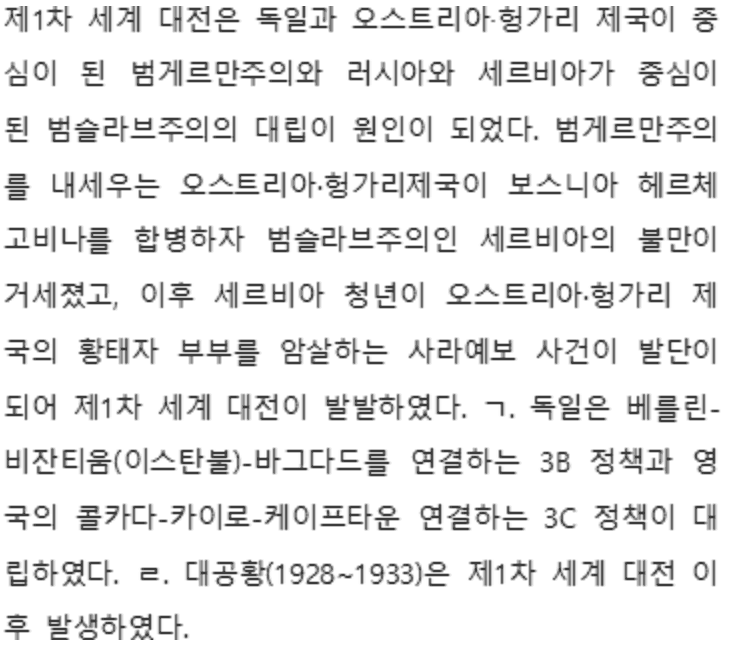 제1차 세계 대전은 독일과 오스트리아·헝가리 제국이 중
심이 된 범게르만주의와 러시아와 세르비아가 중심이
된 범슬라브주의의 대립이 원인이 되었다. 범게르만주의
를 내세우는 오스트리아·헝가리제국이 보스니아 헤르체
고비나를 합병하자 범슬라브주의인 세르비아의 불만이
거세졌고, 이후 세르비아 청년이 오스트리아·헝가리 제
국의 황태자 부부를 암살하는 사라예보 사건이 발단이
되어 제1차 세계 대전이 발발하였다. ㄱ. 독일은 베를린-
비잔티움(이스탄불)-바그다드를 연결하는 3B 정책과 영
국의 콜카다-카이로-케이프타운 연결하는 3C 정책이 대
립하였다. ㄹ. 대공황(1928~1933)은 제1차 세계 대전 이
후 발생하였다.